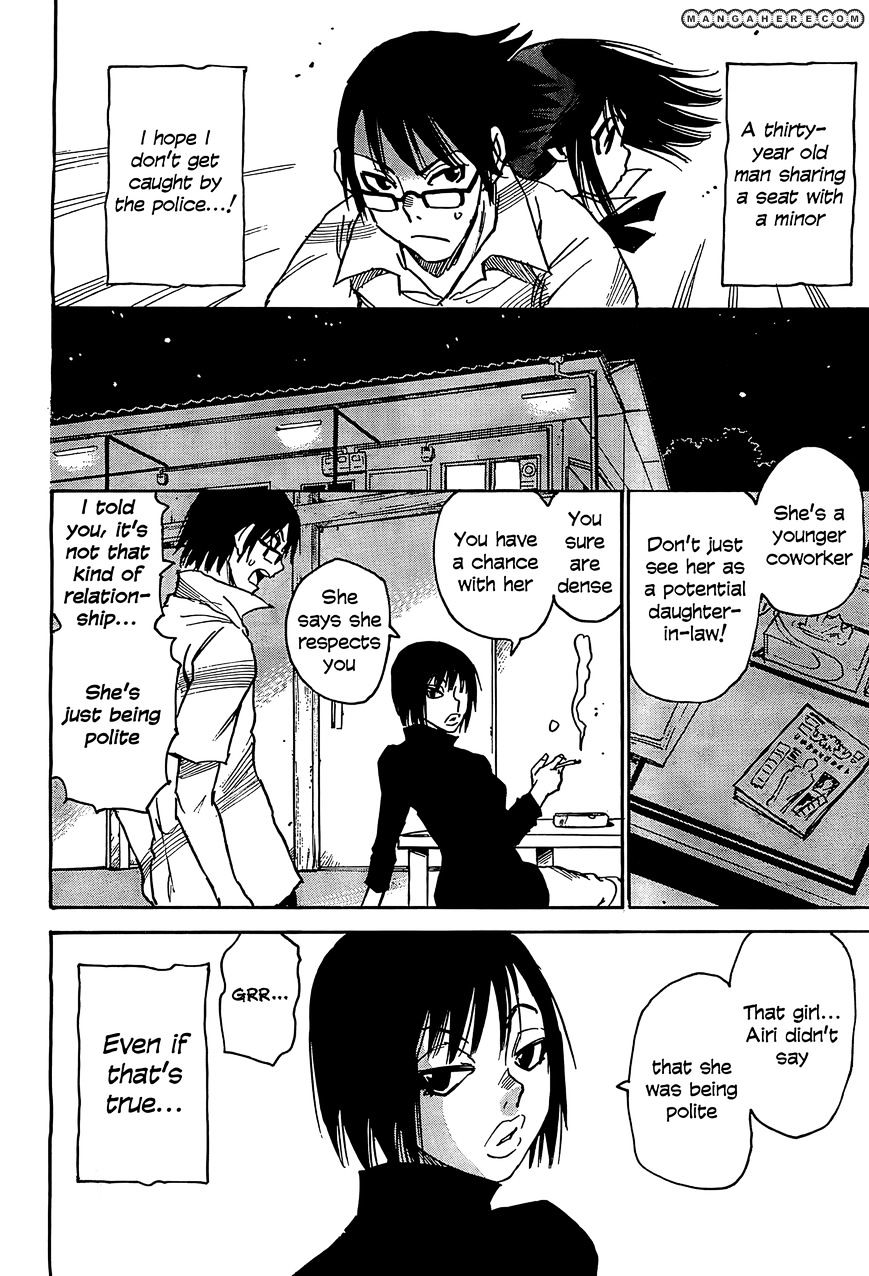 MANGAHERE.COM
A thirty-
year old
man sharing
a seat with
a minor
I hope I
don't get
caught by
the police...!
She's a
younger
coworker
Don't just
see her as
a potential
daughter-
in-law!
You
sure
are
dense
You have
a chance
with her
She
says she
respects
you
I told
you, it's
not that
kind of
relation-
ship...
She's
just being
polite
That girl...
Airi didn't
say
that she
was being
polite
GRR...
Even if
that's
true...